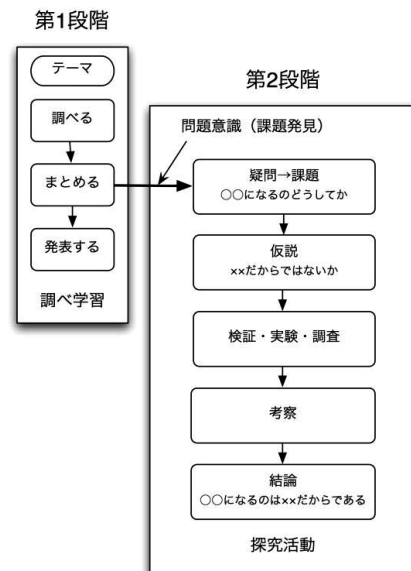 第1段階
テーマ
調べる
まとめる
発表する
調べ学習
第2段階
問題意識（課題発見）
疑問→課題
○○になるのどうしてか
仮説
××だからではないか
検証・実験・調査
考察
結論
○○になるのは××だからである
探究活動